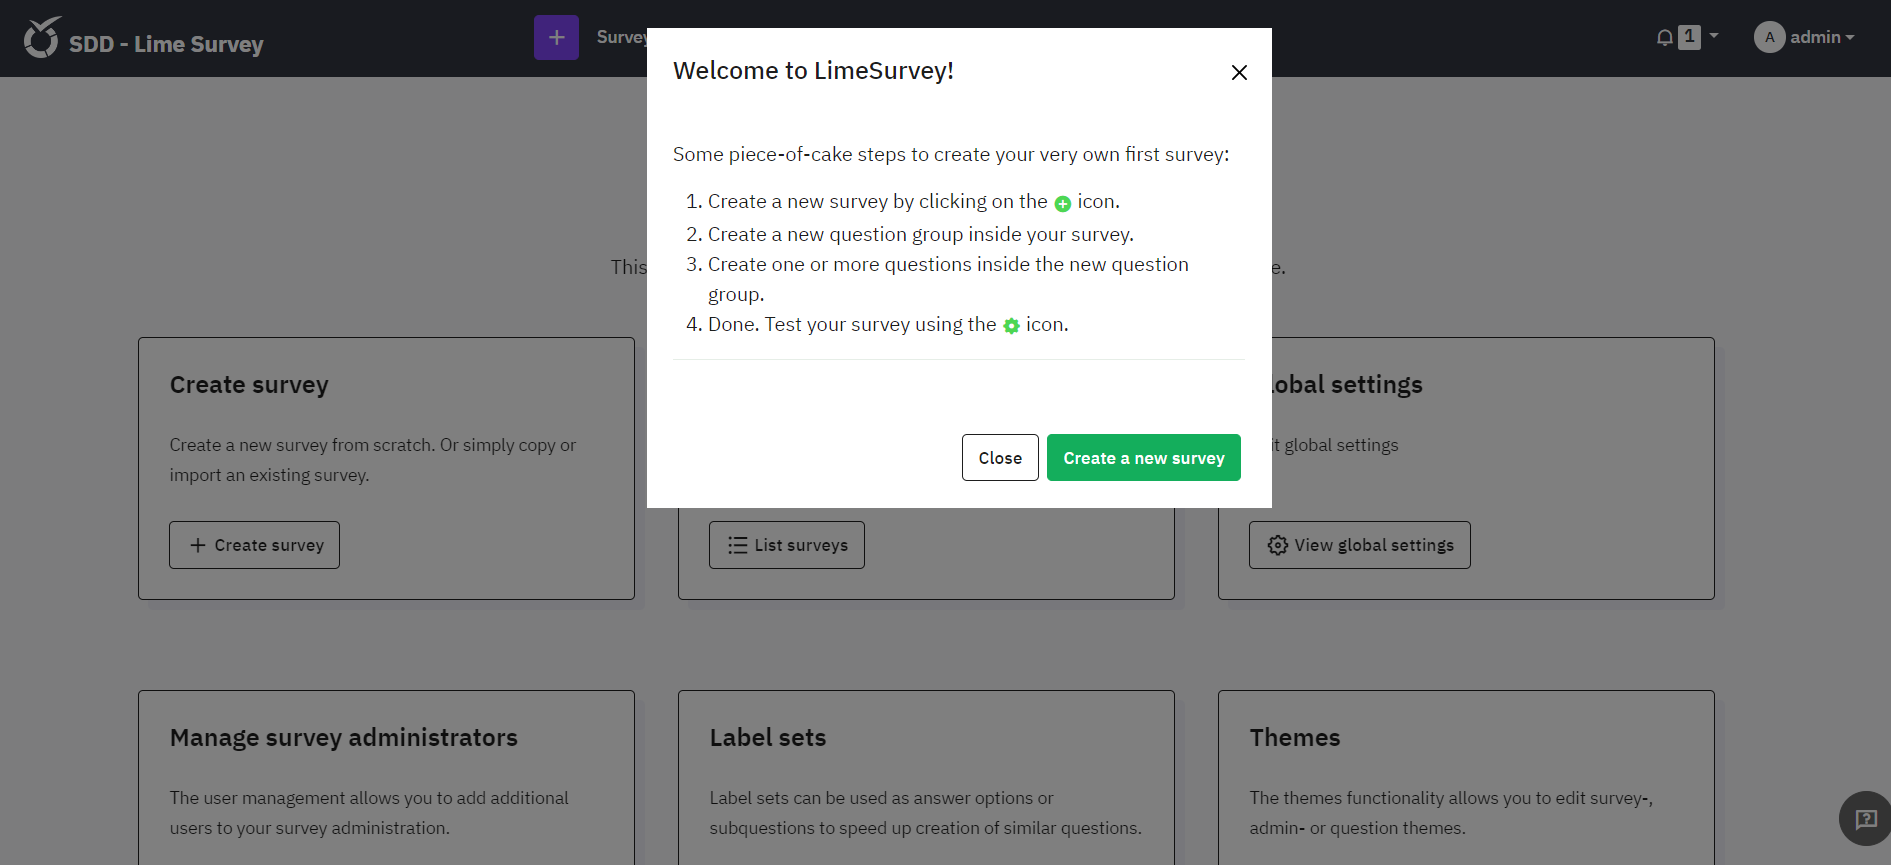 SDD - Lime Survey
+
Survey
1
A admin
Welcome to LimeSurvey!
Some piece-of-cake steps to create your very own first survey:
1. Create a new survey by clicking on the icon.
2. Create a new question group inside your survey.
3. Create one or more questions inside the new question
group.
4. Done. Test your survey using the icon.
Close
Create a new survey
This
e.
Create survey
Create a new survey from scratch. Or simply copy or
import an existing survey.
+ Create survey
List surveys
lobal settings
it global settings
View global settings
Manage survey administrators
The user management allows you to add additional
users to your survey administration.
Label sets
Label sets can be used as answer options or
subquestions to speed up creation of similar questions.
Themes
The themes functionality allows you to edit survey-,
admin- or question themes.